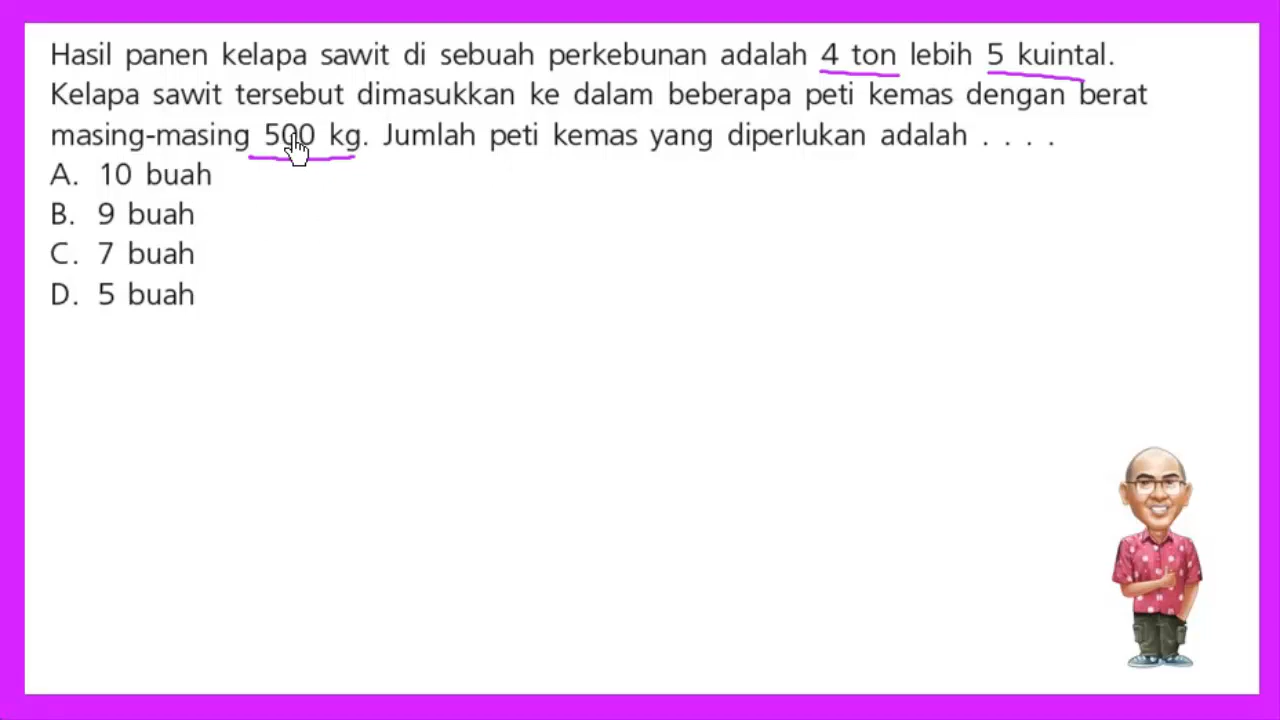 Hasil panen kelapa sawit di sebuah perkebunan adalah 4 ton lebih 5 kuintal.
Kelapa sawit tersebut dimasukkan ke dalam beberapa peti kemas dengan berat
masing-masing 500 kg. Jumlah peti kemas yang diperlukan adalah . . . .
A. 10 buah
B. 9 buah
C. 7 buah
D. 5 buah